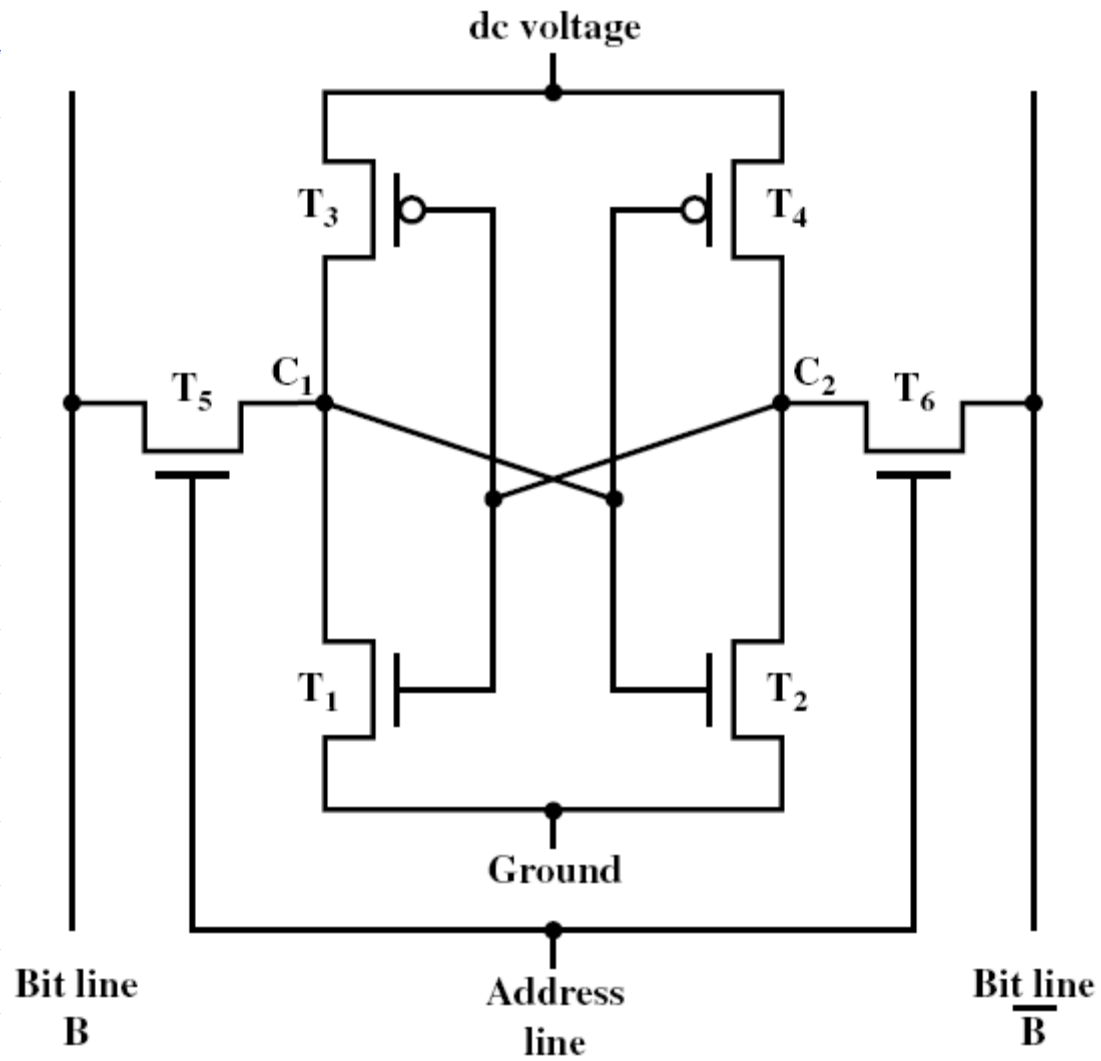 dc voltage
T3
T4
T5
C1
C2
T6
T1
T2
Ground
Bit line
B
Address
line
Bit line
B̅